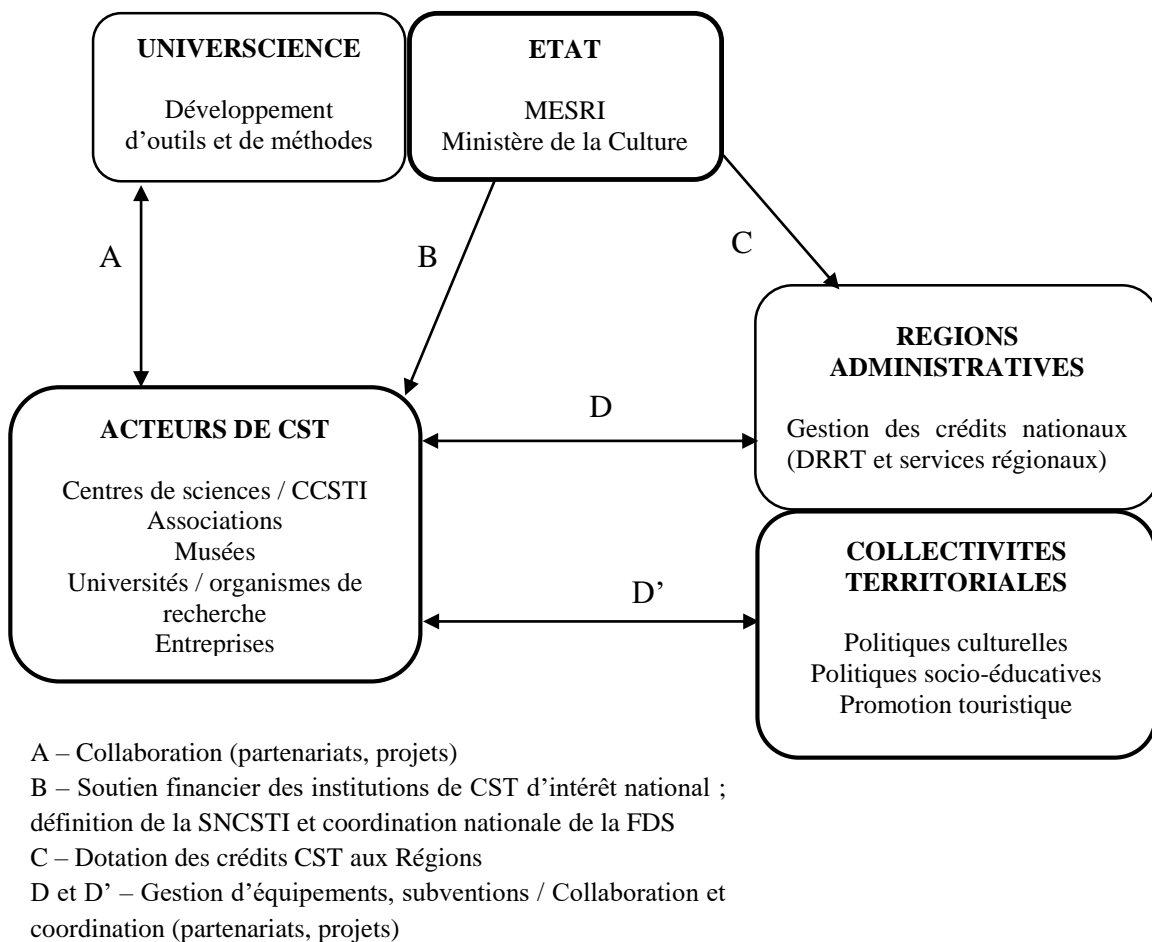 UNIVERSCIENCE
Développement
d’outils et de méthodes
ETAT
MESRI
Ministère de la Culture
A
B
C
REGIONS
ADMINISTRATIVES
Gestion des crédits nationaux
(DRRT et services régionaux)
ACTEURS DE CST
Centres de sciences / CCSTI
Associations
Musées
Universités / organismes de
recherche
Entreprises
D
D’
COLLECTIVITES
TERRITORIALES
Politiques culturelles
Politiques socio-éducatives
Promotion touristique
A – Collaboration (partenariats, projets)
B – Soutien financier des institutions de CST d’intérêt national ;
définition de la SNCSTI et coordination nationale de la FDS
C – Dotation des crédits CST aux Régions
D et D’ – Gestion d’équipements, subventions / Collaboration et
coordination (partenariats, projets)